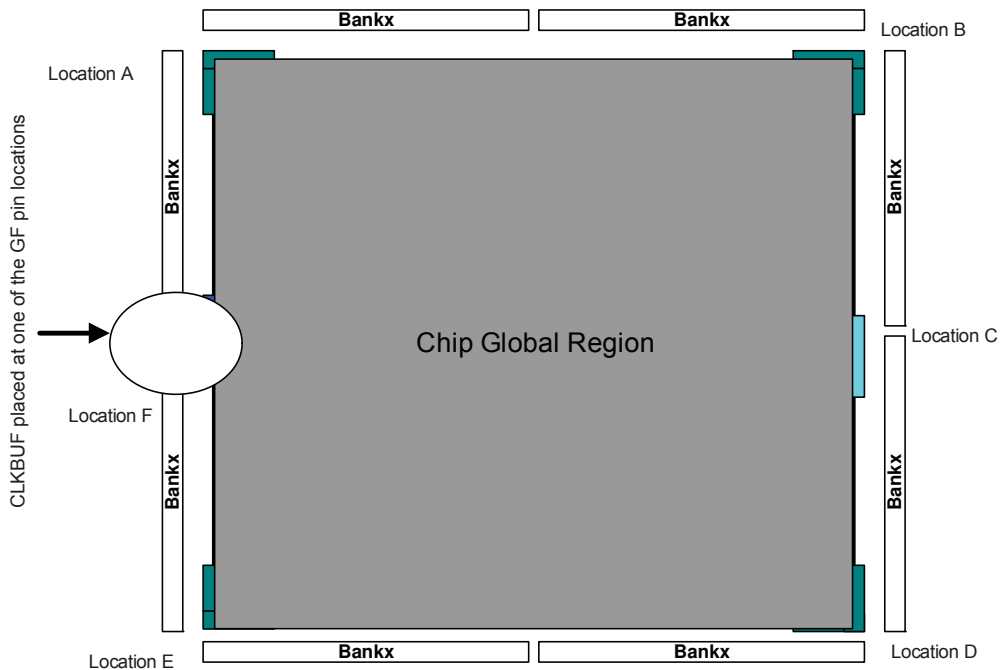 Bankx
Bankx
Location B
Location A
CLKBUF placed at one of the GF pin locations
Bankx
Bankx
Chip Global Region
Location C
Location F
Bankx
Bankx
Bankx
Bankx
Location E
Location D